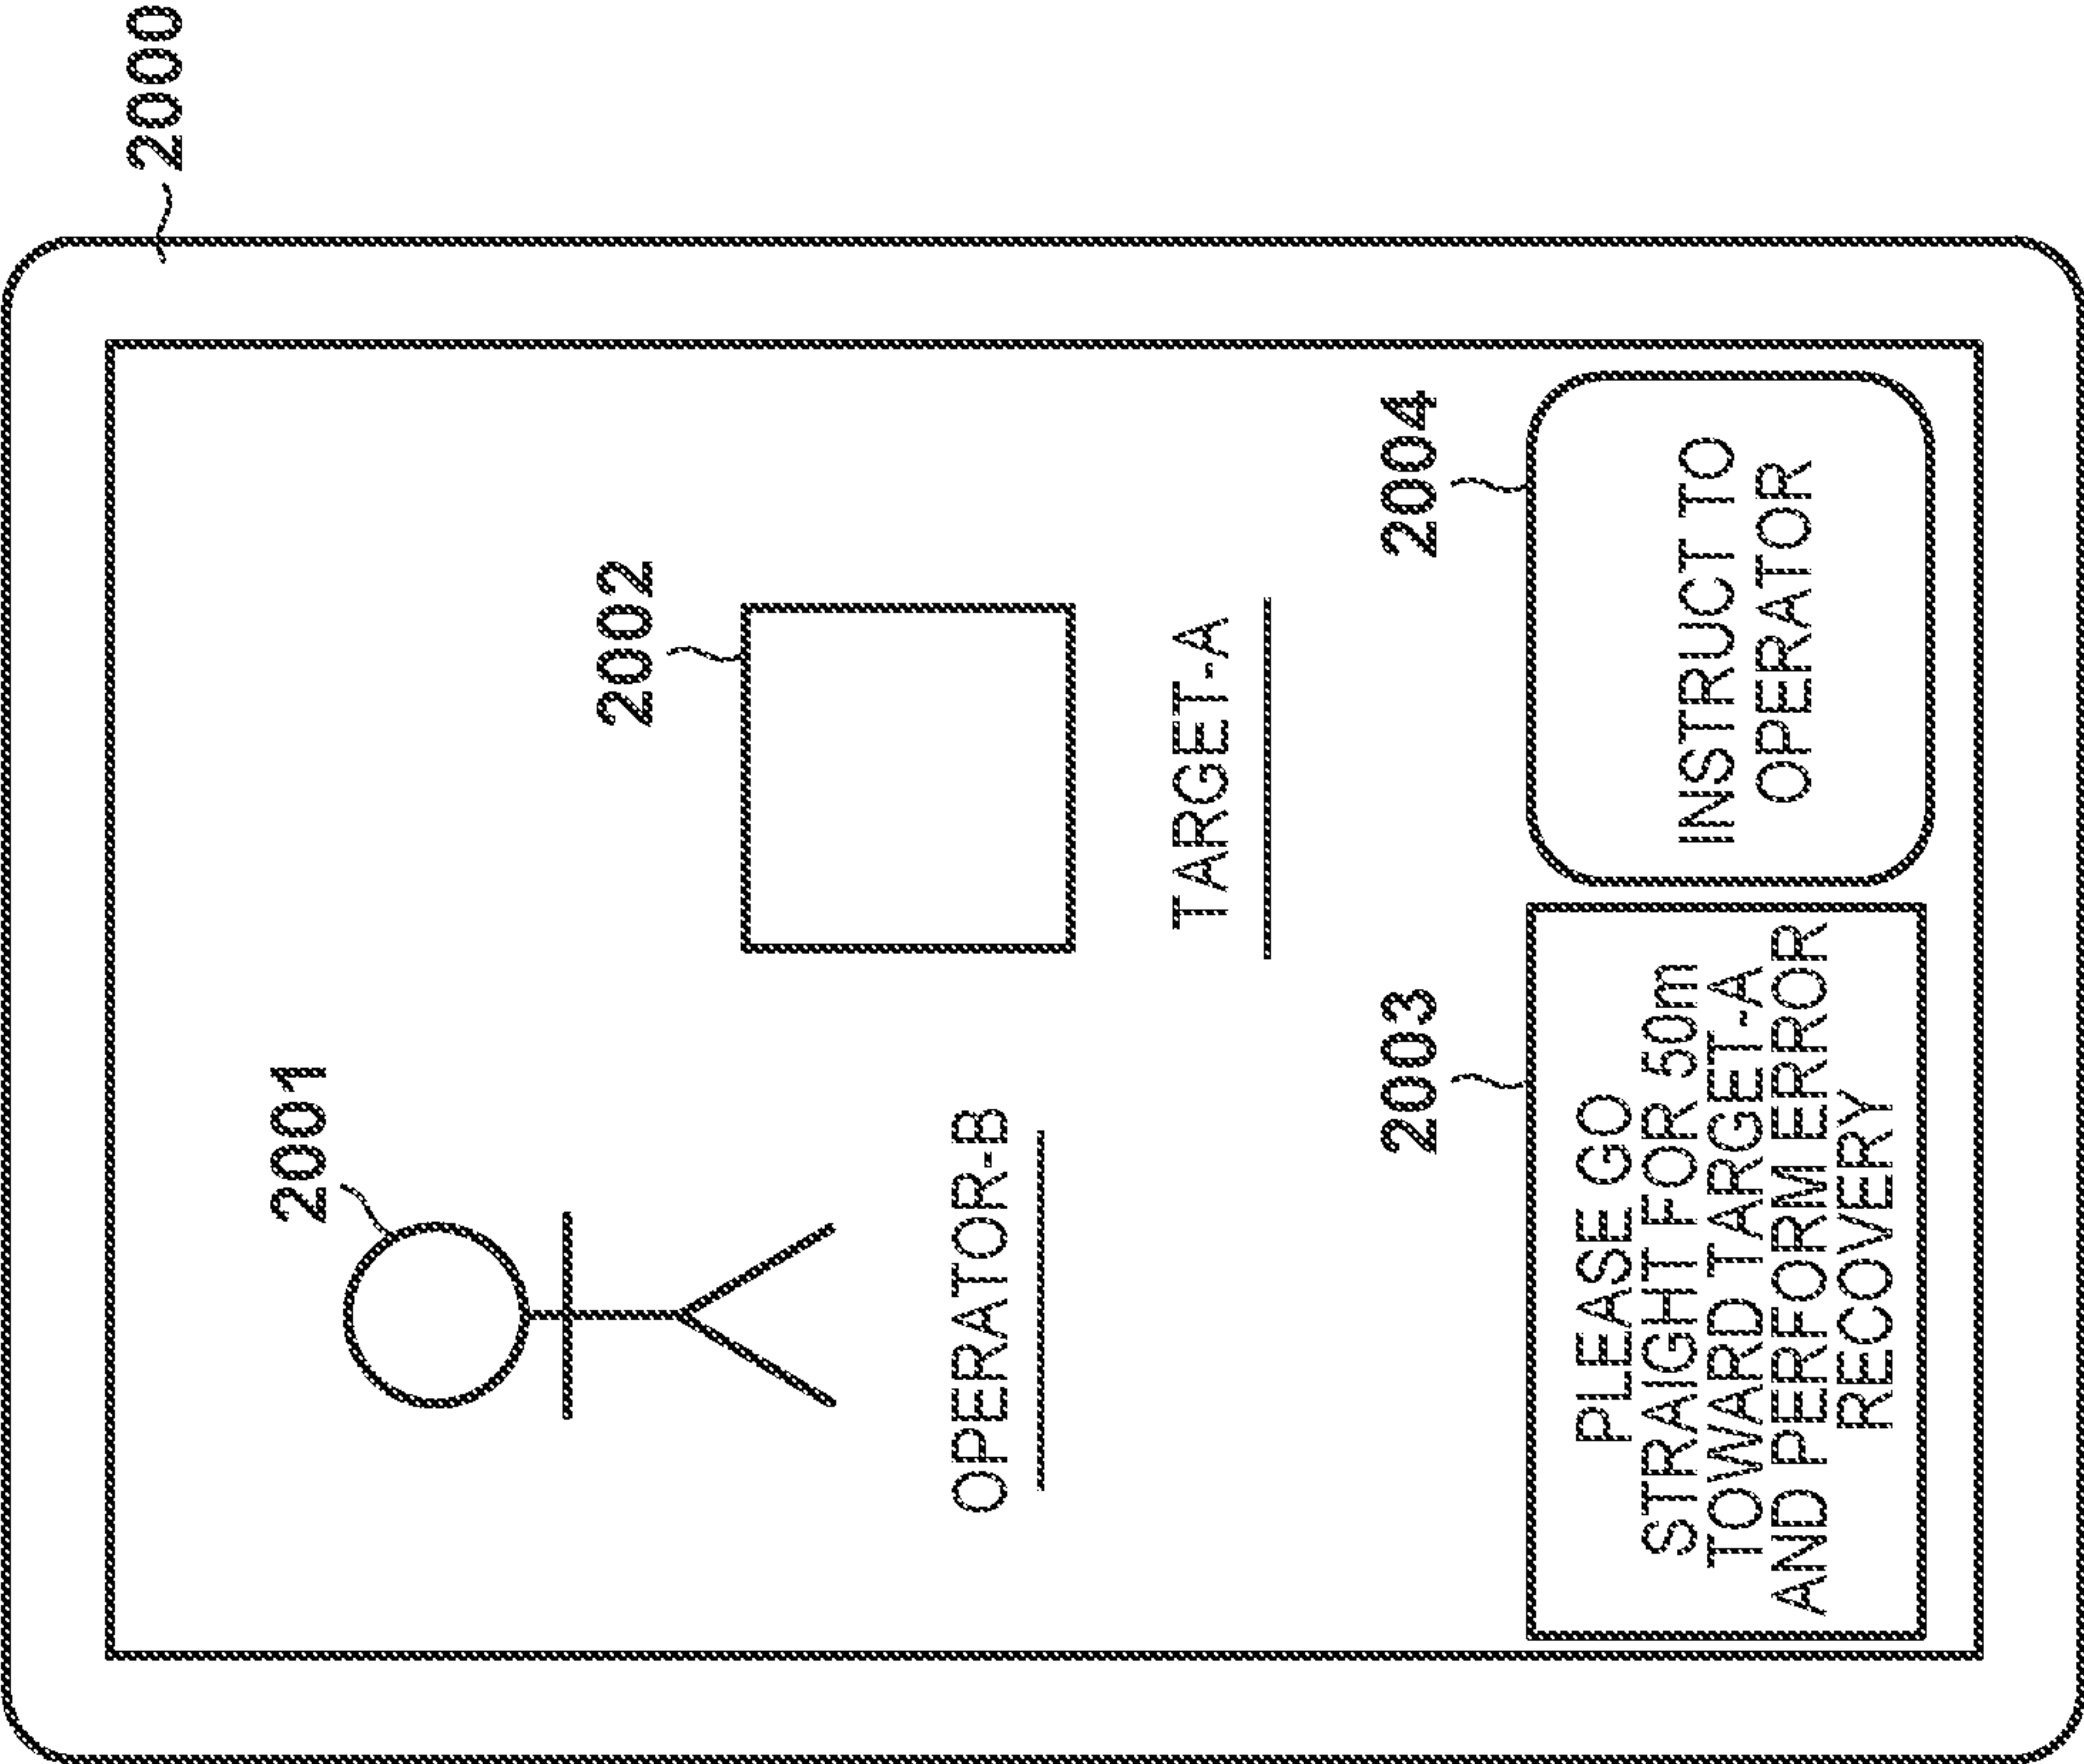 2000
2001
OPERATOR-B
2002
TARGET-A
2003
PLEASE GO
STRAIGHT FOR 50m
TOWARD TARGET-A
AND PERFORM ERROR
RECOVERY
2004
INSTRUCT TO
OPERATOR